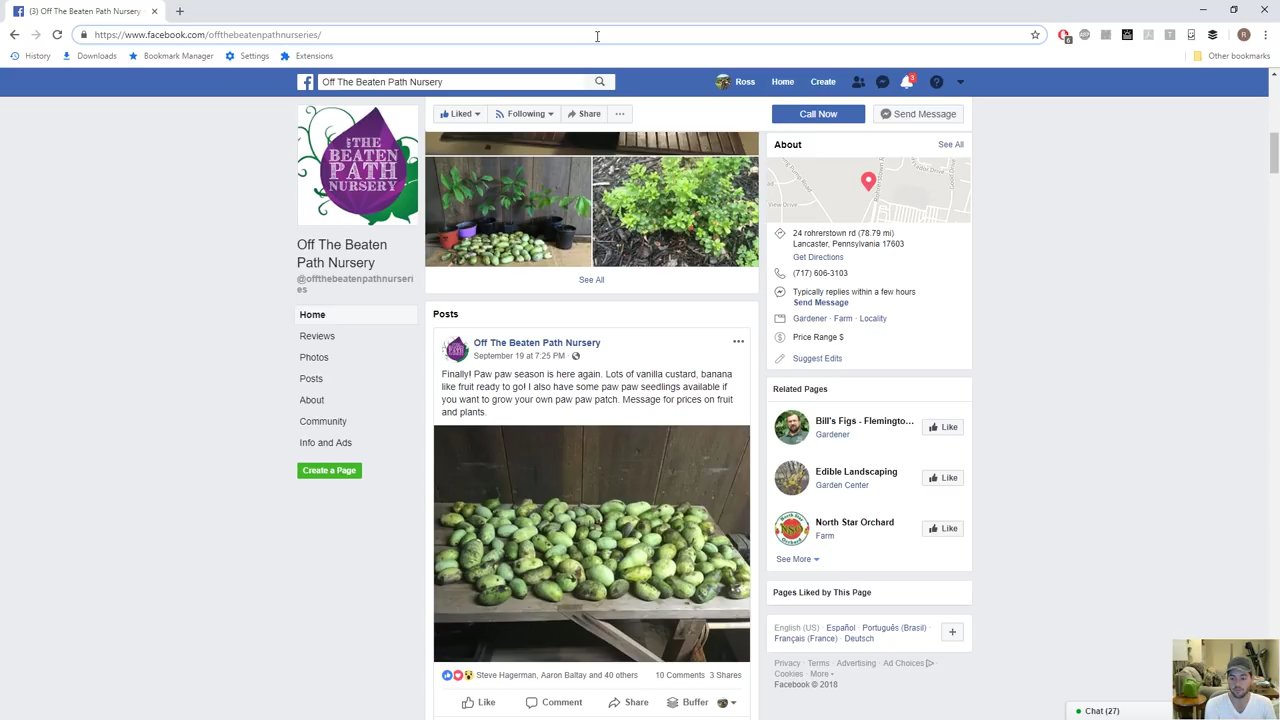 (3) Off The Beaten Path Nursery -
https://www.facebook.com/offthebeatenpathnurseries/
6
ABP
R
History
Downloads
Bookmark Manager
Settings
Extensions
Other bookmarks
Off The Beaten Path Nursery
Ross
Home
Create
3
Liked
Following
Share
Call Now
Send Message
OFF THE
BEATEN
PATH
NURSERY
Off The Beaten
Path Nursery
@offthebeatenpathnurseri
es
Home
Reviews
Photos
Posts
About
Community
Info and Ads
Create a Page
See All
Posts
Off The Beaten Path Nursery
September 19 at 7:25 PM ·
Finally! Paw paw season is here again. Lots of vanilla custard, banana
like fruit ready to go! I also have some paw paw seedlings available if
you want to grow your own paw paw patch. Message for prices on fruit
and plants.
Steve Hagerman, Aaron Baltay and 40 others
10 Comments 3 Shares
Like
Comment
Share
Buffer
About
See All
24 rohrerstown rd (78.79 mi)
Lancaster, Pennsylvania 17603
Get Directions
(717) 606-3103
Typically replies within a few hours
Send Message
Gardener · Farm · Locality
Price Range $
Suggest Edits
Related Pages
Bill's Figs - Flemingto...
Gardener
Like
Edible Landscaping
Garden Center
Like
North Star Orchard
Farm
Like
See More
Pages Liked by This Page
English (US) · Español · Português (Brasil) ·
Français (France) · Deutsch
Privacy · Terms · Advertising · Ad Choices ·
Cookies · More
Facebook © 2018
Chat (27)